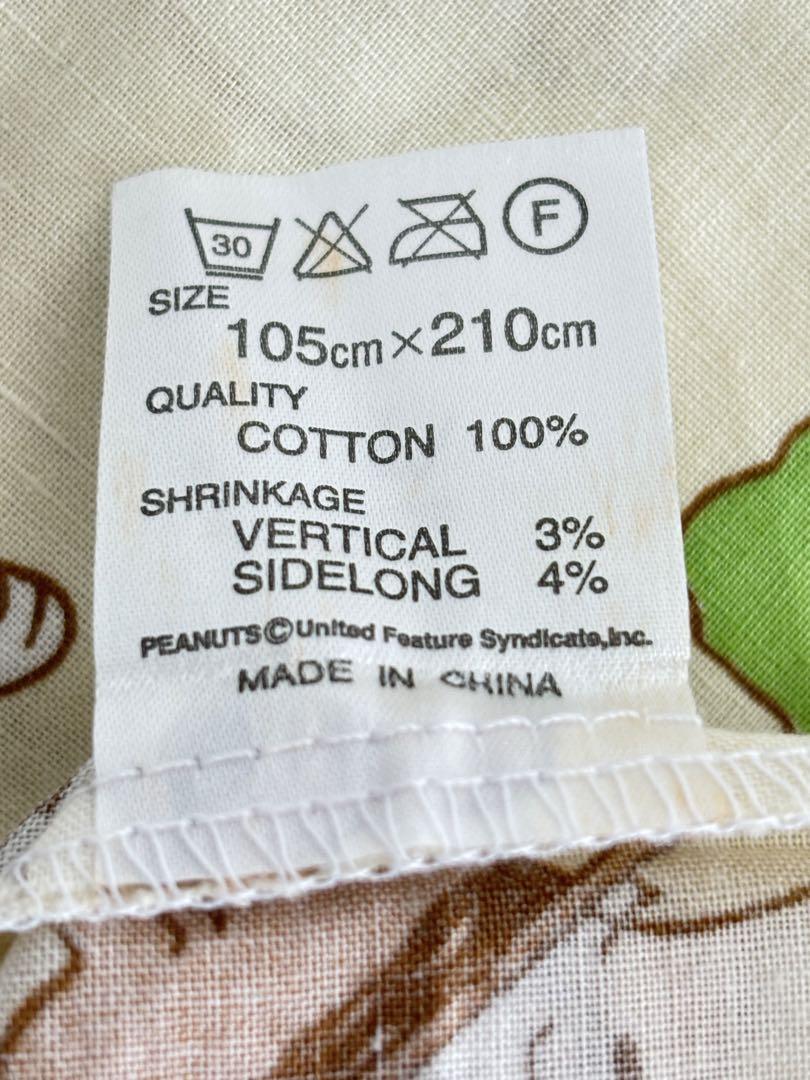 30
F
SIZE
105cm×210cm
QUALITY
COTTON 100%
SHRINKAGE
VERTICAL 3%
SIDELONG 4%
PEANUTS©United Feature Syndicate,Inc.
MADE IN CHINA